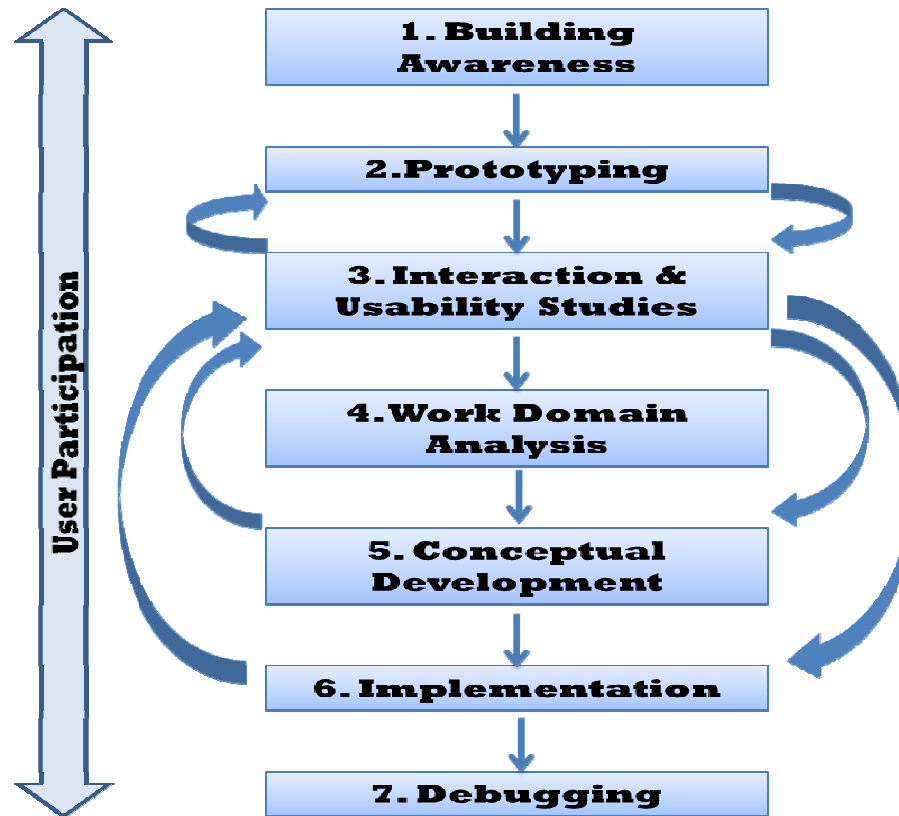 1. Building
Awareness
2.Prototyping
3. Interaction &
Usability Studies
4.Work Domain
Analysis
5. Conceptual
Development
6. Implementation
7. Debugging
User Participation